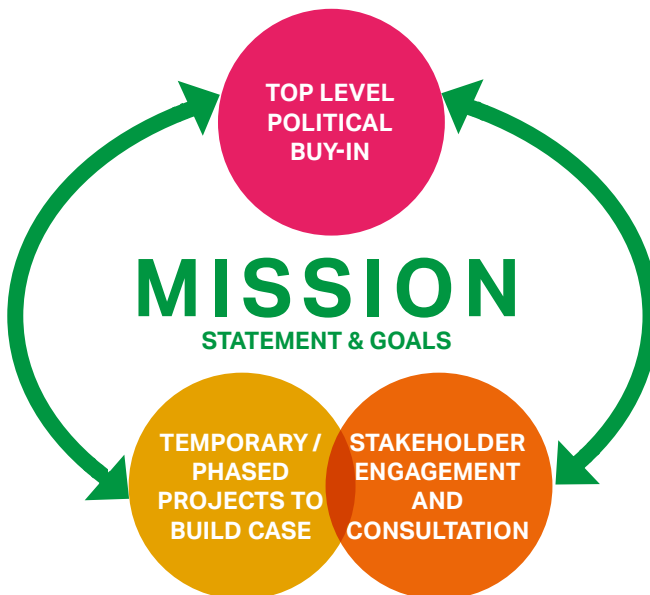 TOP LEVEL
POLITICAL
BUY-IN
MISSION
STATEMENT & GOALS
TEMPORARY /
PHASED
PROJECTS TO
BUILD CASE
STAKEHOLDER
ENGAGEMENT
AND
CONSULTATION